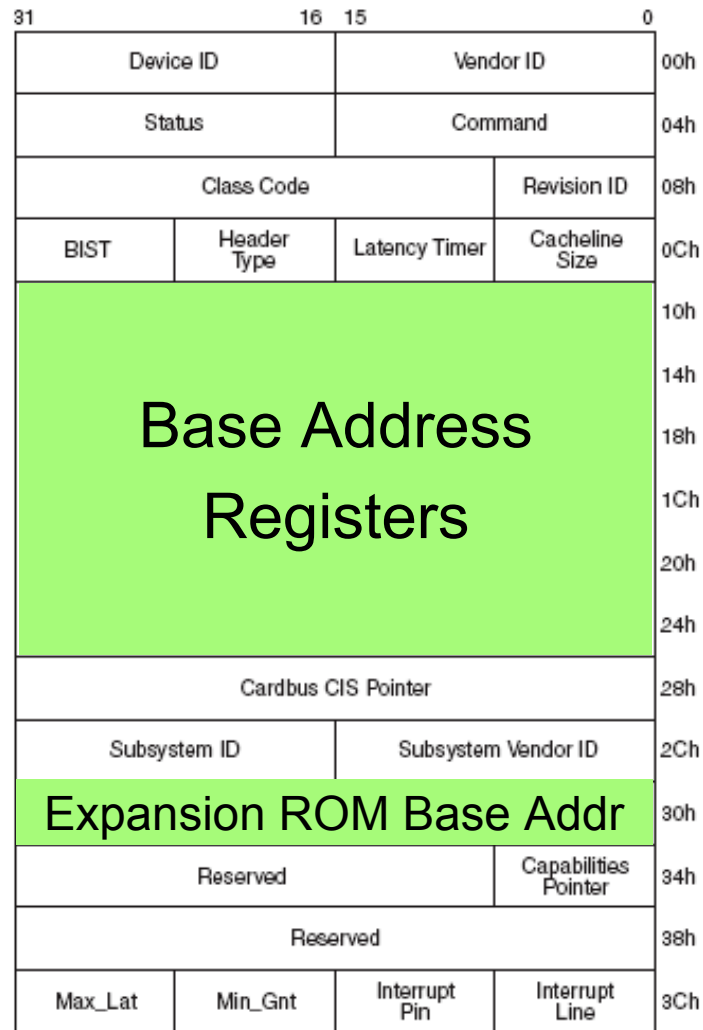 31 16 15 0
Device ID Vendor ID 00h
Status Command 04h
Class Code Revision ID 08h
BIST Header Type Latency Timer Cacheline Size 0Ch
10h
14h
Base Address 18h
Registers 1Ch
20h
24h
Cardbus CIS Pointer 28h
Subsystem ID Subsystem Vendor ID 2Ch
Expansion ROM Base Addr 30h
Reserved Capabilities Pointer 34h
Reserved 38h
Max_Lat Min_Gnt Interrupt Pin Interrupt Line 3Ch